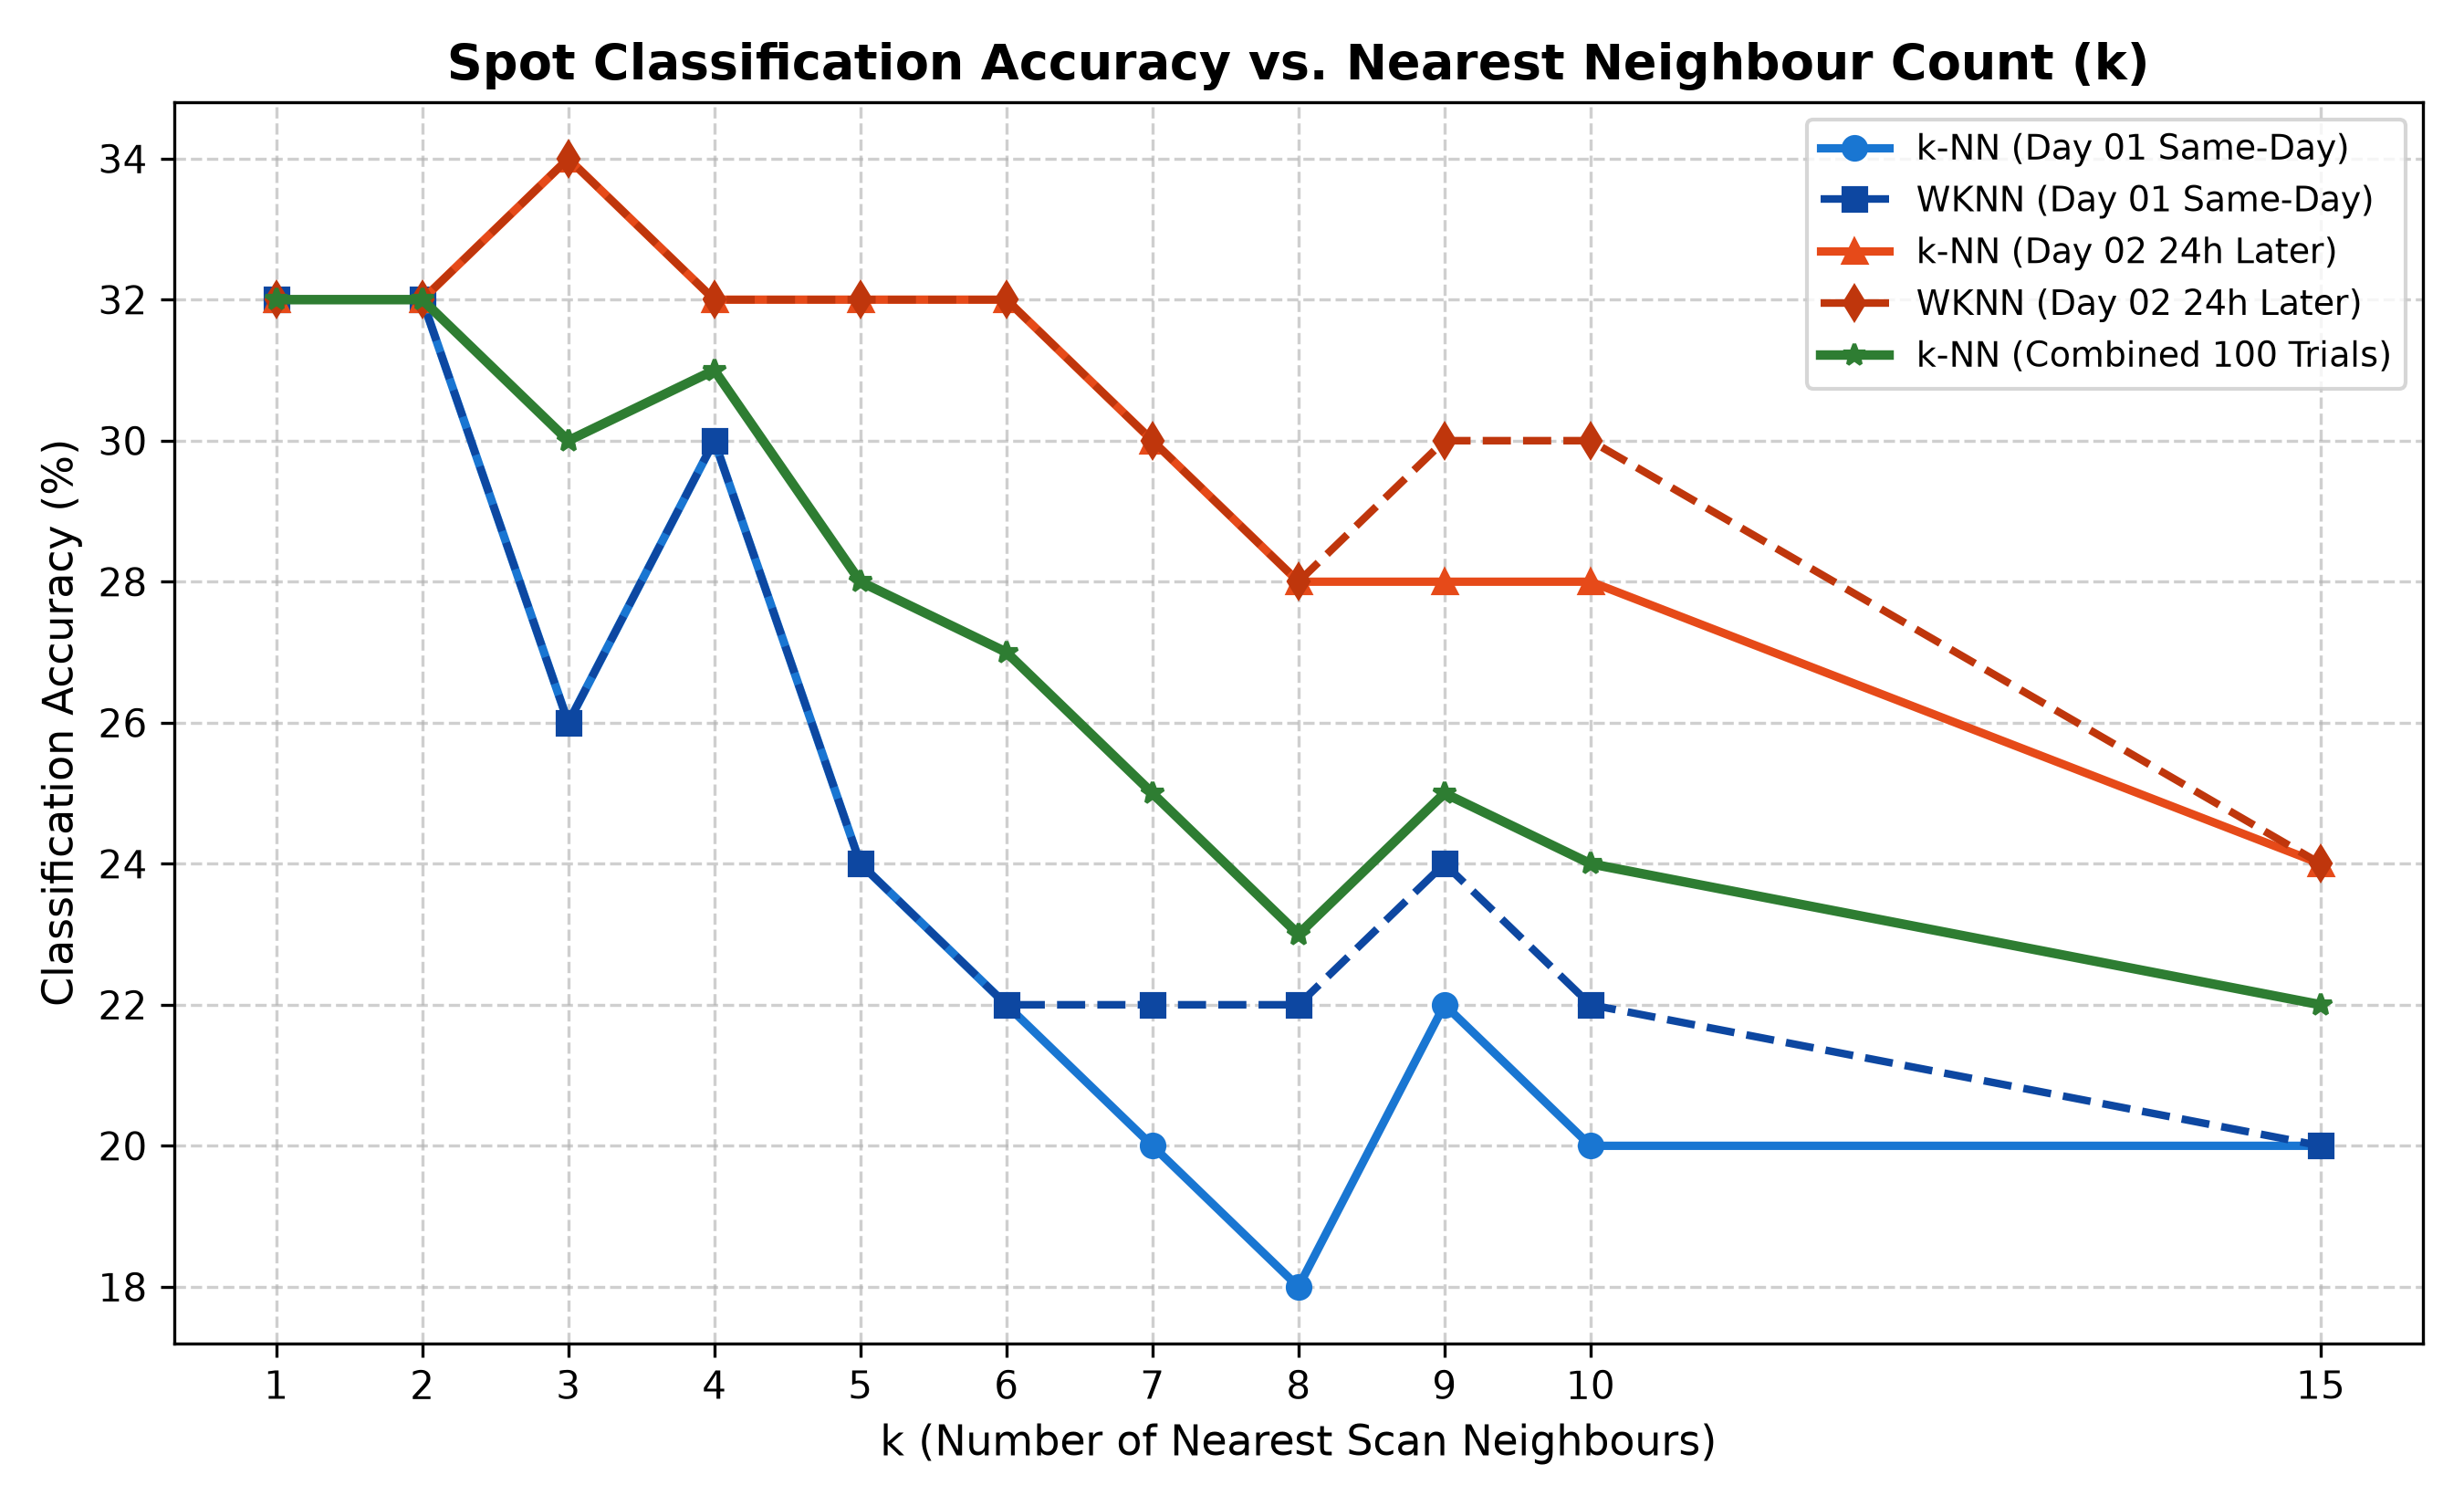 Spot Classification Accuracy vs. Nearest Neighbour Count (k)
k-NN (Day 01 Same-Day)
WKNN (Day 01 Same-Day)
k-NN (Day 02 24h Later)
WKNN (Day 02 24h Later)
k-NN (Combined 100 Trials)
Classification Accuracy (%)
34
32
30
28
26
24
22
20
18
1 2 3 4 5 6 7 8 9 10 15
k (Number of Nearest Scan Neighbours)